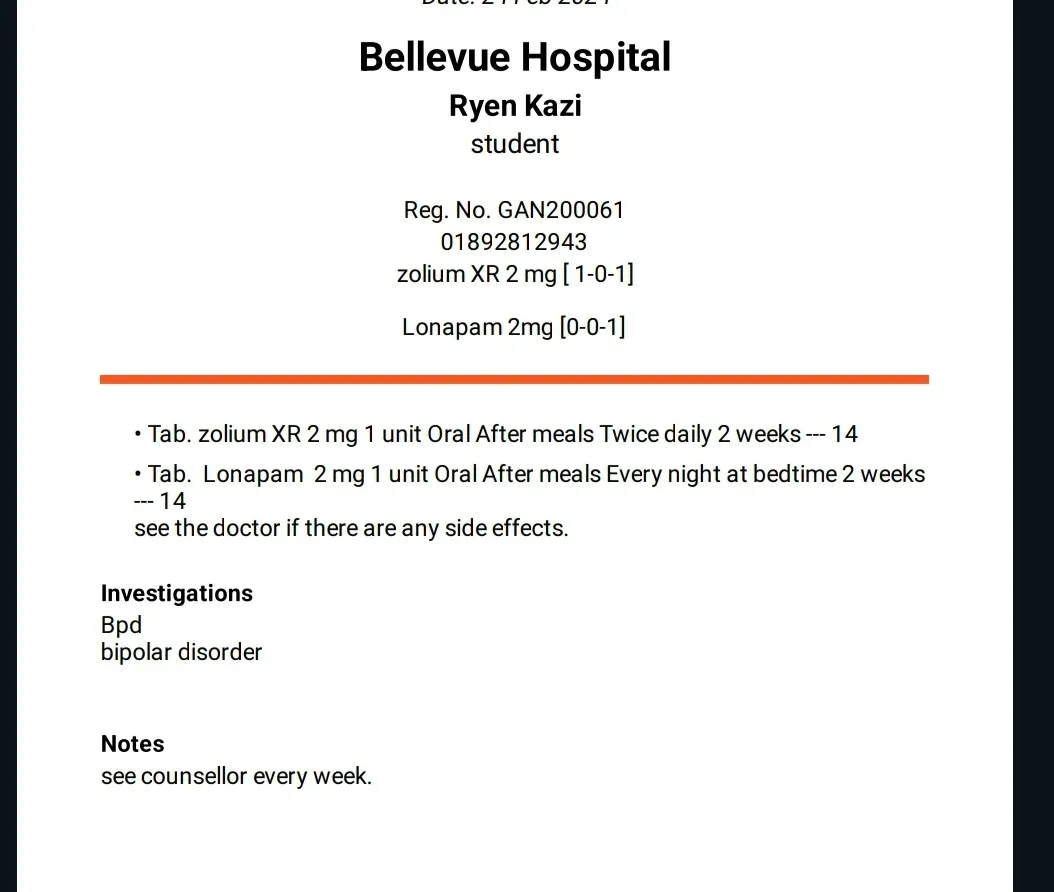 Bellevue Hospital
Ryen Kazi
student
Reg. No. GAN200061
01892812943
zolium XR 2 mg [ 1-0-1]
Lonapam 2mg [0-0-1]
• Tab. zolium XR 2 mg 1 unit Oral After meals Twice daily 2 weeks --- 14
• Tab. Lonapam 2 mg 1 unit Oral After meals Every night at bedtime 2 weeks
--- 14
see the doctor if there are any side effects.
Investigations
Bpd
bipolar disorder
Notes
see counsellor every week.